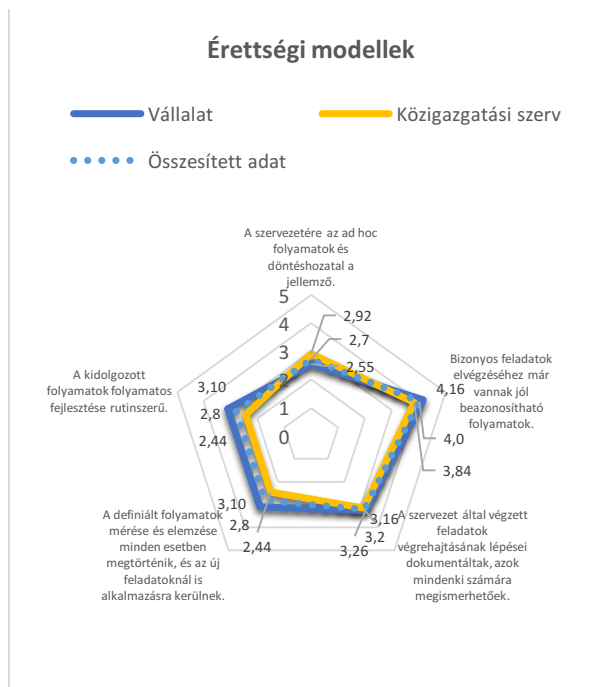 Érettségi modellek
Vállalat
Közigazgatási szerv
Összesített adat
A szervezetére az ad hoc
folyamatok és
döntéshozatal a
jellemző.
5
4
3
2
1
0
2,92
2,7
2,55
Bizonyos feladatok
elvégzéséhez már
vannak jól
beazonosítható
folyamatok.
4,16
4,0
3,84
A szervezet által végzett
feladatok
végrehajtásának lépései
dokumentáltak, azok
mindenki számára
megismerhetőek.
3,16
3,2
3,26
A definiált folyamatok
mérése és elemzése
minden esetben
megtörténik, és az új
feladatoknál is
alkalmazásra kerülnek.
3,10
2,8
2,44
A kidolgozott
folyamatok folyamatos
fejlesztése rutinszerű.
3,10
2,8
2,44